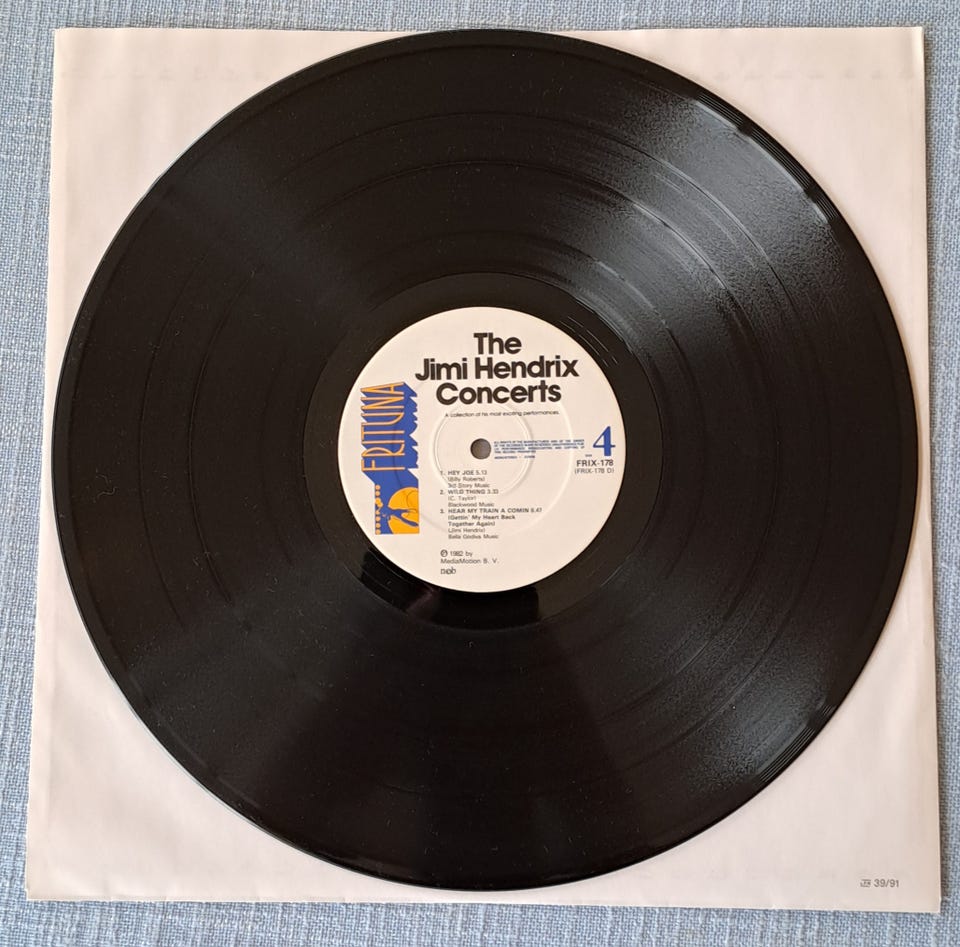 The
Jimi Hendrix
Concerts
A collection of his most exciting performances.
FRITUNA
4
FRIX-178
(FRIX-178 D)
1. HEY JOE 5.13
(Billy Roberts)
3rd Story Music
2. WILD THING 3.33
(C. Taylor)
Blackwood Music
3. HEAR MY TRAIN A COMIN 8.47
(Gettin' My Heart Back
Together Again)
(Jimi Hendrix)
Bella Godiva Music
℗ 1982 by
MediaMotion B. V.
n©b
39/91